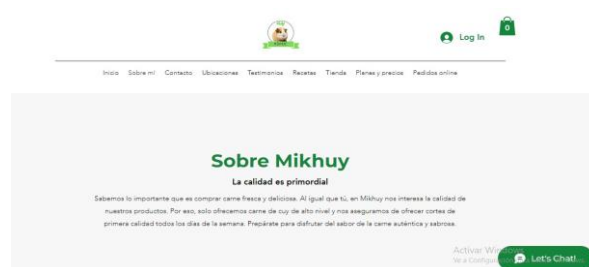 Log In
0
Inicio Sobre mí Contacto Ubicaciones Testimonios Recetas Tienda Planes y precios Pedidos online
Sobre Mikhuy
La calidad es primordial
Sabemos lo importante que es comprar carne fresca y deliciosa. Al igual que tú, en Mikhuy nos interesa la calidad de
nuestros productos. Por eso, solo ofrecemos carne de cuy de alto nivel y nos aseguramos de ofrecer cortes de
primera calidad todos los días de la semana. Prepárate para disfrutar del sabor de la carne auténtica y sabrosa.
Activar Windows
Ve a Configu
Let's Chat!